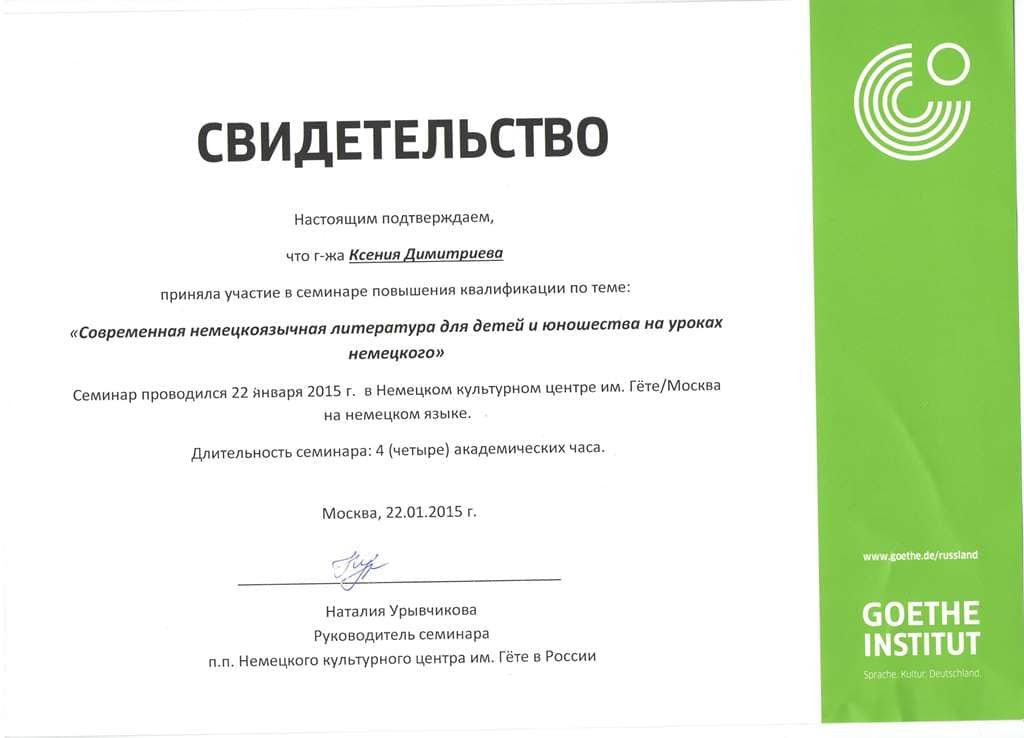 СВИДЕТЕЛЬСТВО
Настоящим подтверждаем,
что г-жа Ксения Димитриева
приняла участие в семинаре повышения квалификации по теме:
«Современная немецкоязычная литература для детей и юношества на уроках
немецкого»
Семинар проводился 22 января 2015 г. в Немецком культурном центре им. Гёте/Москва
на немецком языке.
Длительность семинара: 4 (четыре) академических часа.
Москва, 22.01.2015 г.
Наталия Урывчикова
Руководитель семинара
п.п. Немецкого культурного центра им. Гёте в России
www.goethe.de/russland
GOETHE
INSTITUT
Sprache. Kultur. Deutschland.